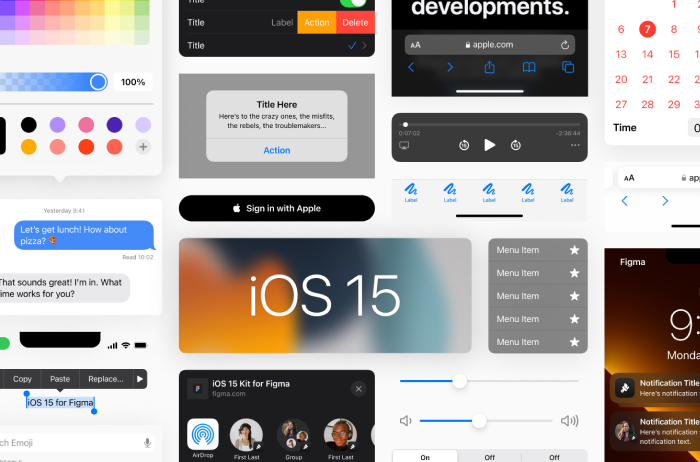 100%
Yesterday 9:41
Let's get lunch! How about
pizza?
Read 10:02
That sounds great! I'm in. What
time works for you?
Copy
Paste
Replace...
iOS 15 for Figma
Emoji
Title
Title
Label
Action
Delete
Title
Title Here
Here's to the crazy ones, the misfits,
the rebels, the troublemakers...
Action
Sign in with Apple
iOS 15
iOS 15 Kit for Figma
figma.com
AirDrop
First Last
Group
First Last
developments.
AA
apple.com
0:07:02
-2:36:44
Label
Label
Label
Label
Label
Menu Item
Menu Item
Menu Item
Menu Item
Menu Item
On
Off
Off
1
6 7 8
13 14 15
20 21 22
27 28 29
Time
AA
Figma
9:
Notification Title
Here's notification
Notification Title
Here's notification
notification text.